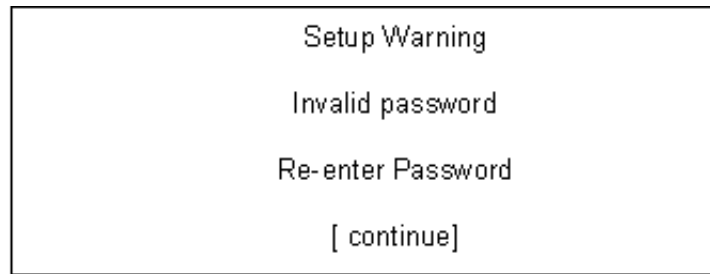 Setup Warning
Invalid password
Re-enter Password
[ continue]